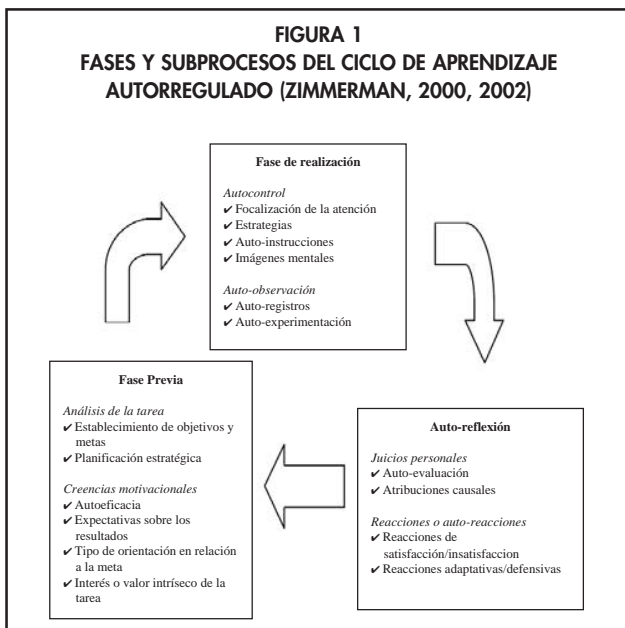 FIGURA 1
FASES Y SUBPROCESOS DEL CICLO DE APRENDIZAJE
AUTORREGULADO (ZIMMERMAN, 2000, 2002)
Fase de realización
Autocontrol
✔ Focalización de la atención
✔ Estrategias
✔ Auto-instrucciones
✔ Imágenes mentales
Auto-observación
✔ Auto-registros
✔ Auto-experimentación
Fase Previa
Análisis de la tarea
✔ Establecimiento de objetivos y
metas
✔ Planificación estratégica
Creencias motivacionales
✔ Autoeficacia
✔ Expectativas sobre los
resultados
✔ Tipo de orientación en relación
a la meta
✔ Interés o valor intríseco de la
tarea
Auto-reflexión
Juicios personales
✔ Auto-evaluación
✔ Atribuciones causales
Reacciones o auto-reacciones
✔ Reacciones de
satisfacción/insatisfaccion
✔ Reacciones adaptativas/defensivas